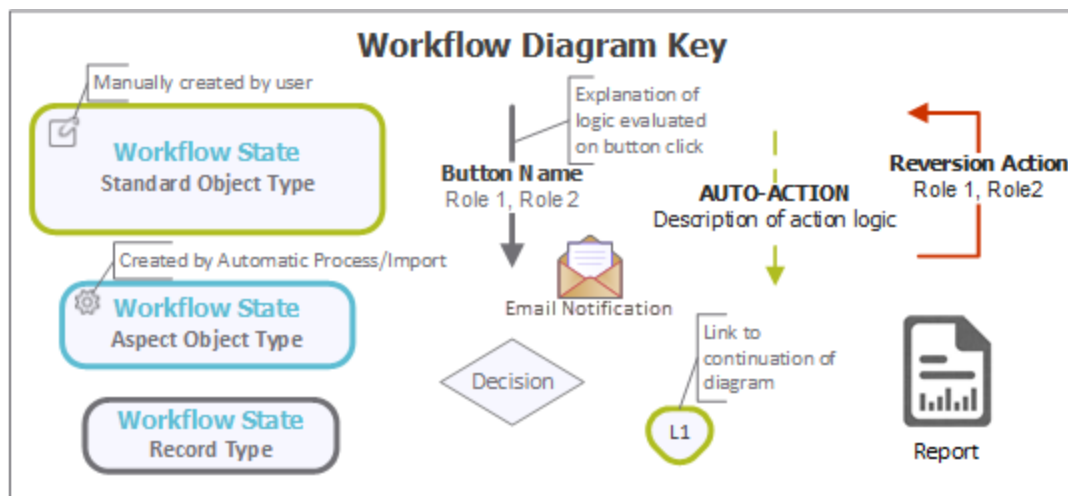 Workflow Diagram Key
Manually created by user
Workflow State
Standard Object Type
Created by Automatic Process/Import
Workflow State
Aspect Object Type
Workflow State
Record Type
Explanation of
logic evaluated
on button click
Button Name
Role 1, Role 2
Email Notification
Decision
AUTO-ACTION
Description of action logic
Link to
continuation of
diagram
L1
Reversion Action
Role 1, Role2
Report